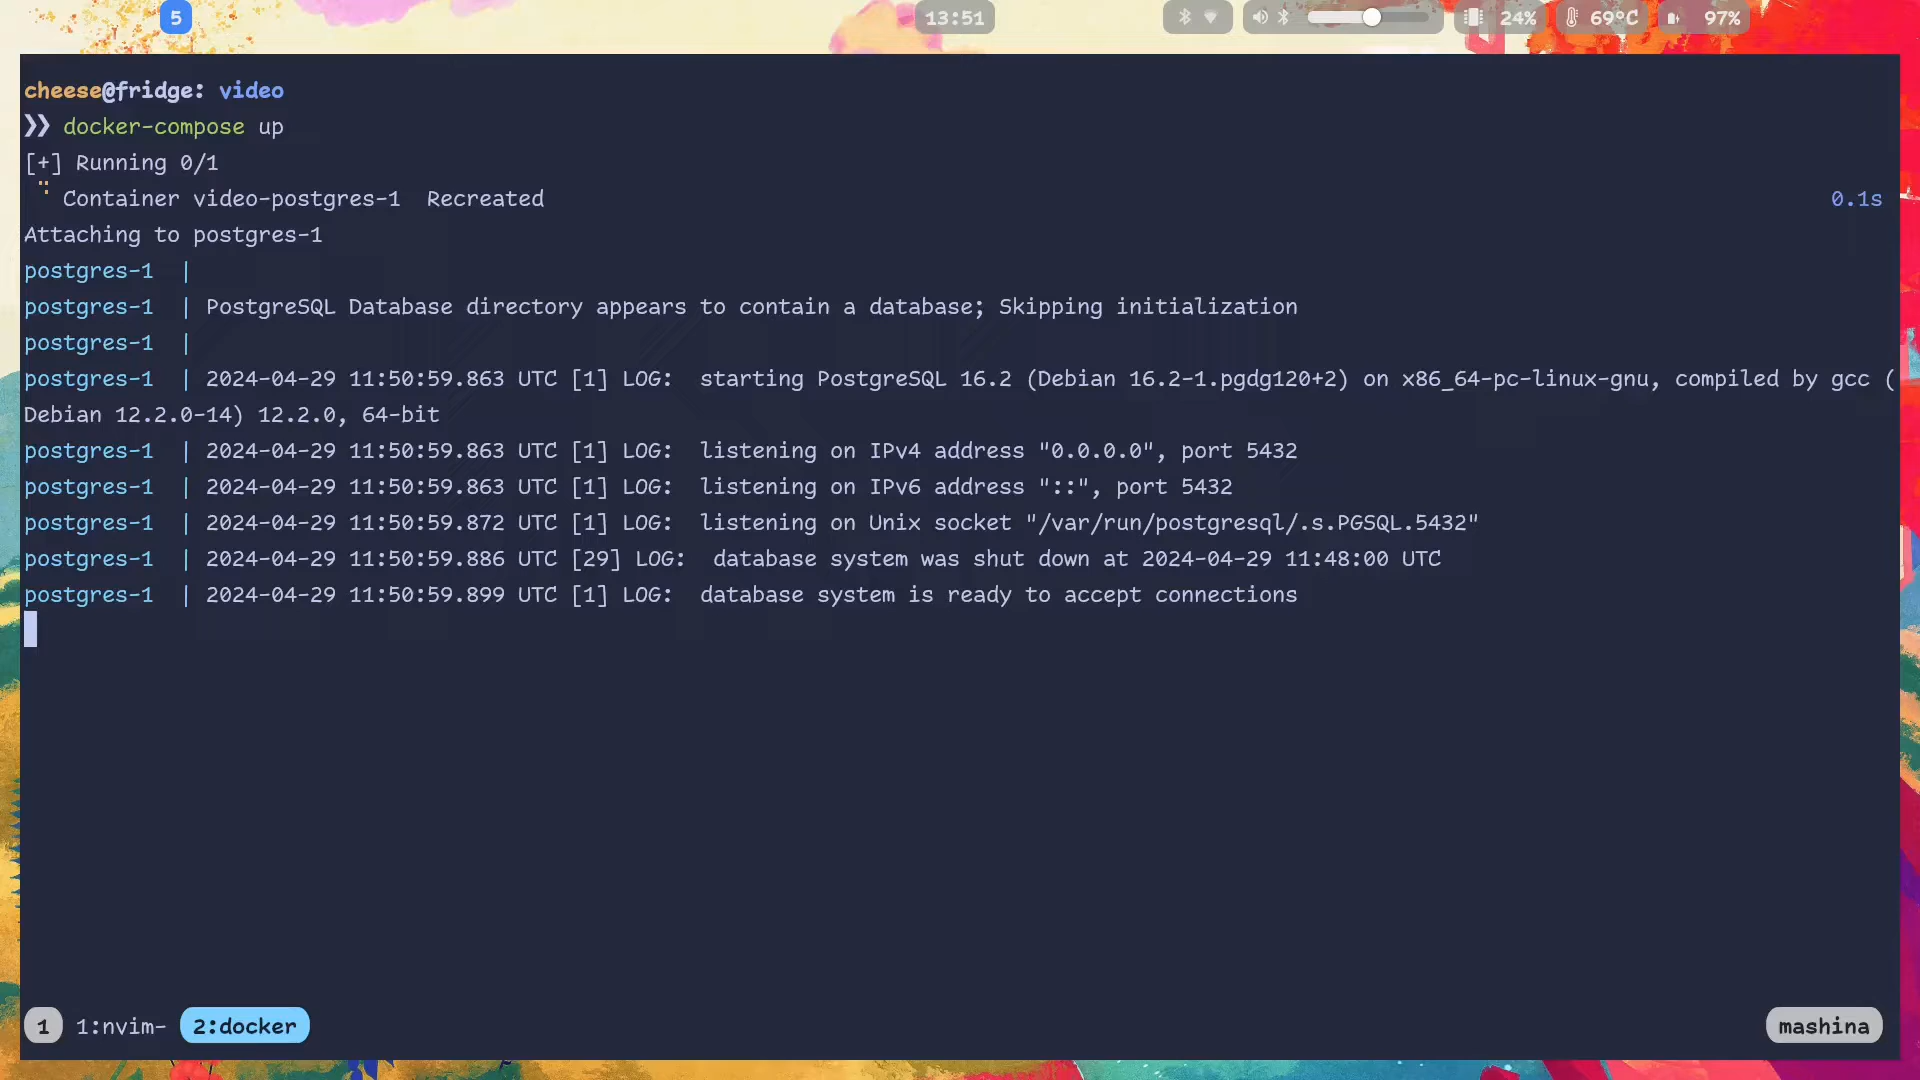 5 13:51 24% 69°C 97%
cheese@fridge: video
❯❯ docker-compose up
[+] Running 0/1
Container video-postgres-1 Recreated 0.1s
Attaching to postgres-1
postgres-1 |
postgres-1 | PostgreSQL Database directory appears to contain a database; Skipping initialization
postgres-1 |
postgres-1 | 2024-04-29 11:50:59.863 UTC [1] LOG: starting PostgreSQL 16.2 (Debian 16.2-1.pgdg120+2) on x86_64-pc-linux-gnu, compiled by gcc (
Debian 12.2.0-14) 12.2.0, 64-bit
postgres-1 | 2024-04-29 11:50:59.863 UTC [1] LOG: listening on IPv4 address "0.0.0.0", port 5432
postgres-1 | 2024-04-29 11:50:59.863 UTC [1] LOG: listening on IPv6 address "::", port 5432
postgres-1 | 2024-04-29 11:50:59.872 UTC [1] LOG: listening on Unix socket "/var/run/postgresql/.s.PGSQL.5432"
postgres-1 | 2024-04-29 11:50:59.886 UTC [29] LOG: database system was shut down at 2024-04-29 11:48:00 UTC
postgres-1 | 2024-04-29 11:50:59.899 UTC [1] LOG: database system is ready to accept connections
1 1:nvim- 2:docker mashina